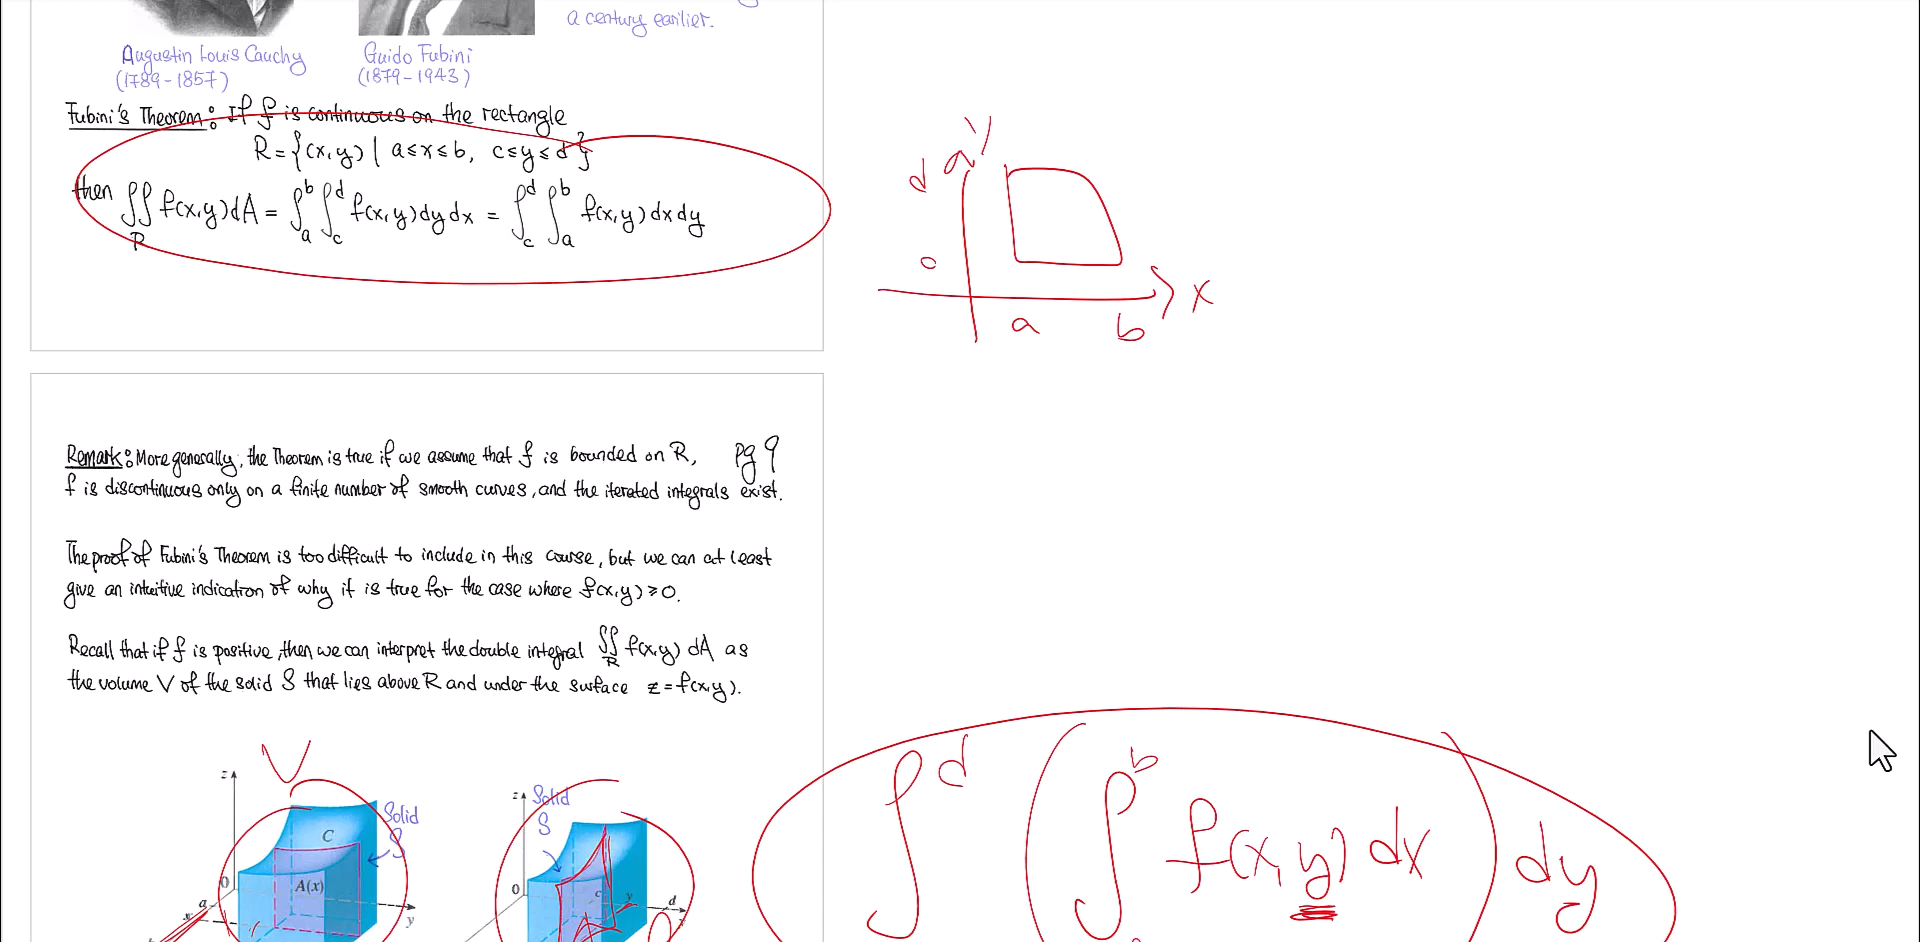 a century earilier.
Augustin Louis Cauchy
(1789-1857)
Guido Fubini
(1879-1943)
Fubini's Theorem: If f is continuous on the rectangle
R = {(x,y) | a≤x≤b, c≤y≤d}
then ∬_R f(x,y)dA = ∫_a^b ∫_c^d f(x,y)dydx = ∫_c^d ∫_a^b f(x,y)dxdy
y
d
c
a
b
x
Remark: More generally, the Theorem is true if we assume that f is bounded on R,
pg 9
f is discontinuous only on a finite number of smooth curves, and the iterated integrals exist.
The proof of Fubini's Theorem is too difficult to include in this course, but we can at least
give an intuitive indication of why it is true for the case where f(x,y)≥0.
Recall that if f is positive, then we can interpret the double integral ∬_R f(x,y) dA as
the volume V of the solid S that lies above R and under the surface z=f(x,y).
V
z
Solid
S
C
A(x)
0
a
x
y
z
Solid
S
0
c
y
d
∫^d (∫^b f(x,y) dx) dy